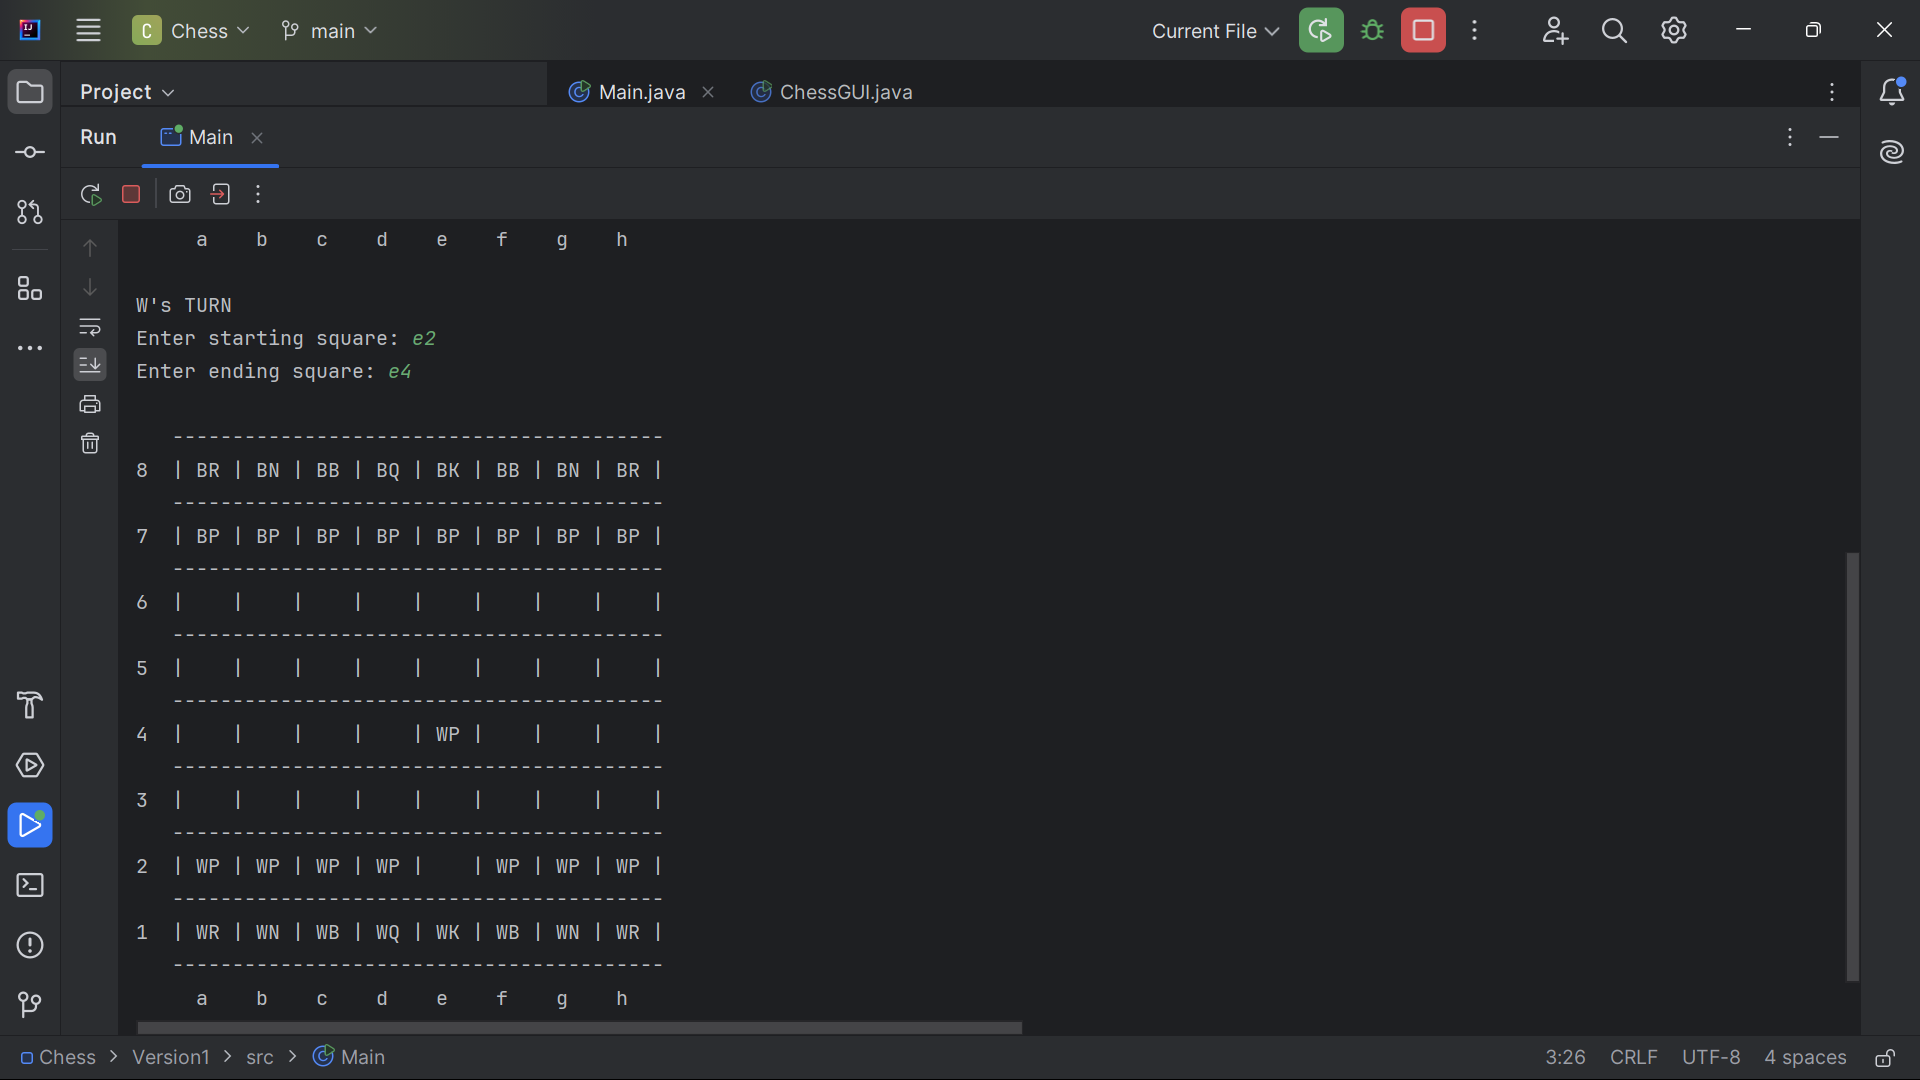 C Chess main Current File
Project Main.java ChessGUI.java
Run Main
a b c d e f g h
W's TURN
Enter starting square: e2
Enter ending square: e4
-----------------------------------------
8 | BR | BN | BB | BQ | BK | BB | BN | BR |
-----------------------------------------
7 | BP | BP | BP | BP | BP | BP | BP | BP |
-----------------------------------------
6 |    |    |    |    |    |    |    |    |
-----------------------------------------
5 |    |    |    |    |    |    |    |    |
-----------------------------------------
4 |    |    |    |    | WP |    |    |    |
-----------------------------------------
3 |    |    |    |    |    |    |    |    |
-----------------------------------------
2 | WP | WP | WP | WP |    | WP | WP | WP |
-----------------------------------------
1 | WR | WN | WB | WQ | WK | WB | WN | WR |
-----------------------------------------
a b c d e f g h
Chess > Version1 > src > Main 3:26 CRLF UTF-8 4 spaces